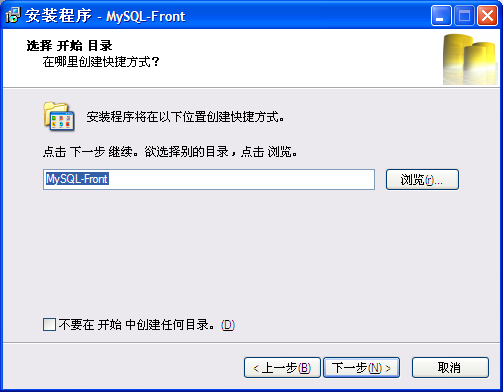 安装程序 - MySQL-Front
选择 开始 目录
在哪里创建快捷方式？
安装程序将在以下位置创建快捷方式。
点击 下一步 继续。欲选择别的目录，点击 浏览。
MySQL-Front
浏览(r)...
不要在 开始 中创建任何目录。(D)
< 上一步(B)
下一步(N) >
取消